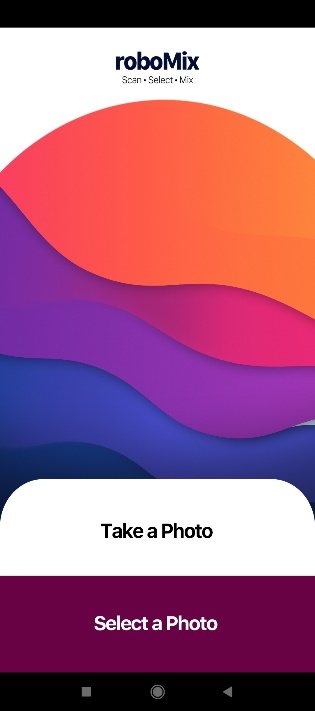 roboMix
Scan • Select • Mix
Take a Photo
Select a Photo